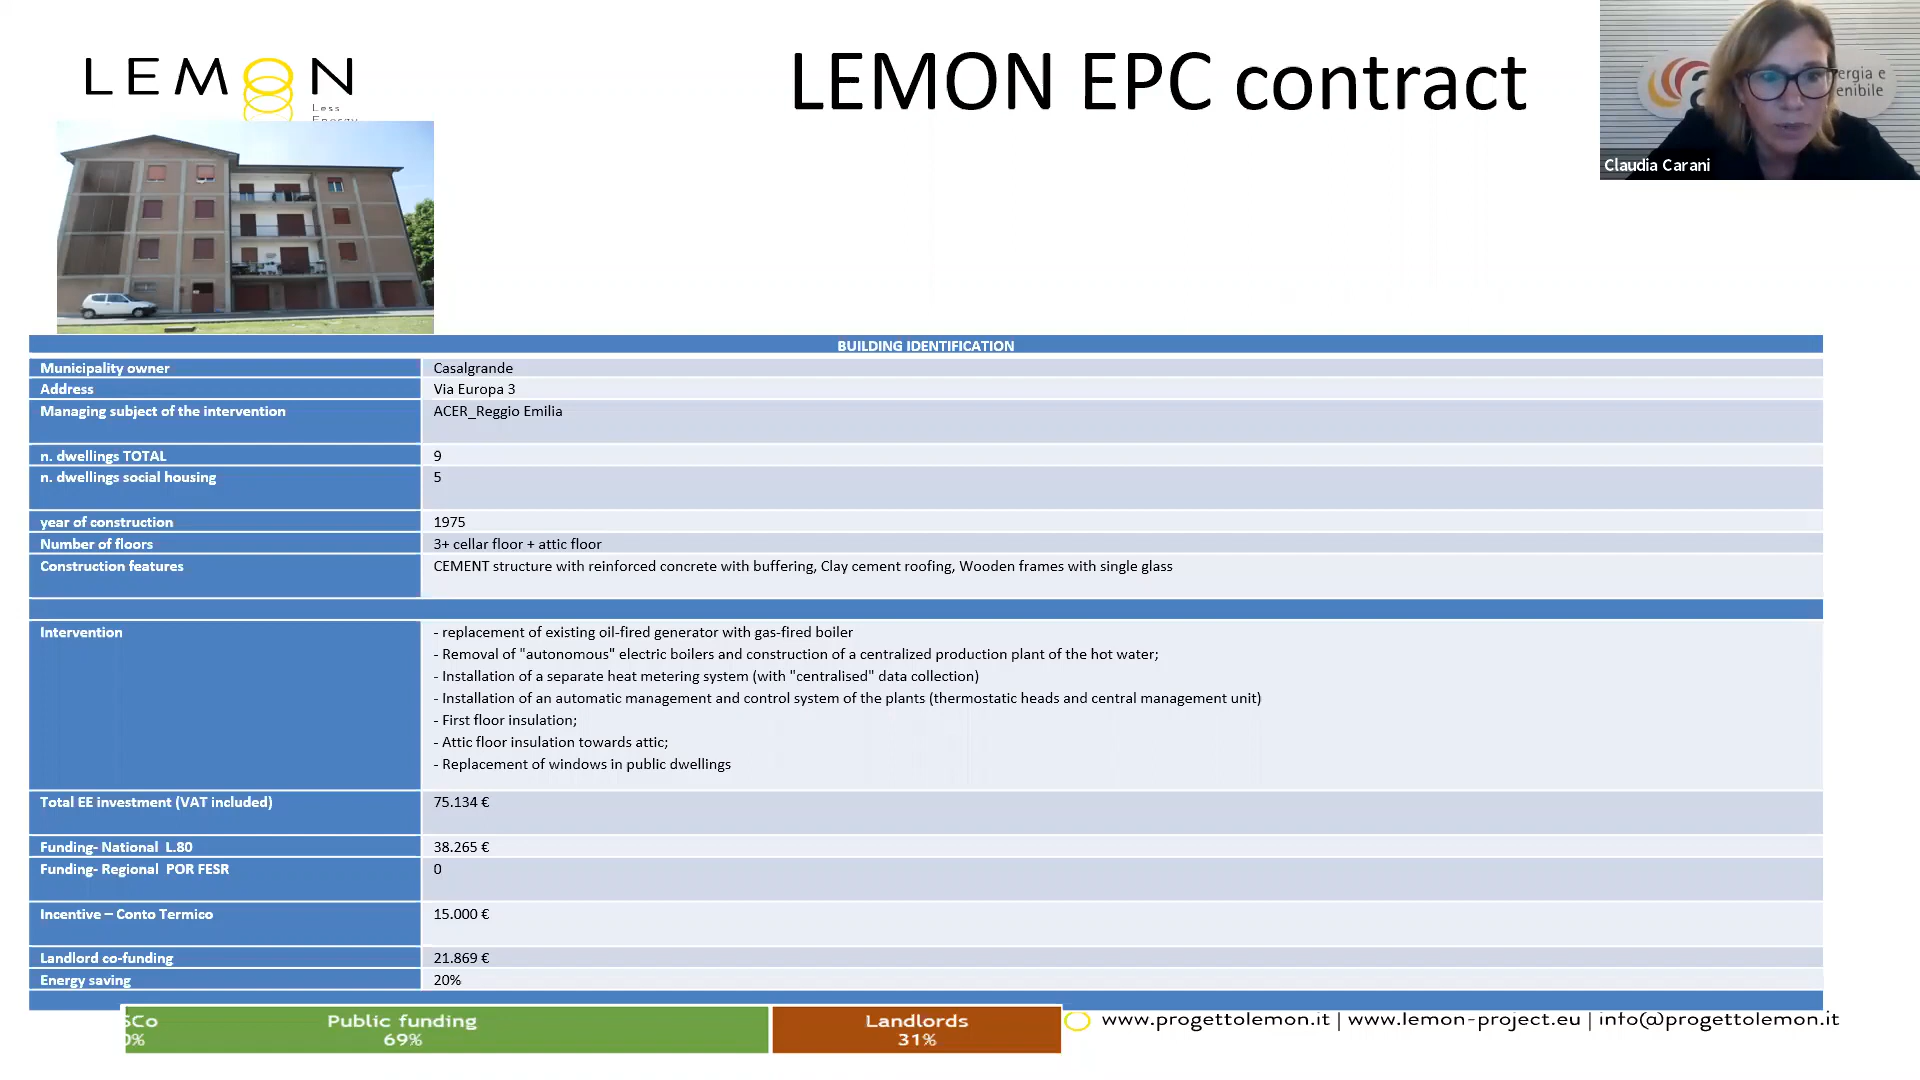 LEMON
Less
Energy
LEMON EPC contract
ergia e
enibile
Claudia Carani
BUILDING IDENTIFICATION
Municipality owner Casalgrande
Address Via Europa 3
Managing subject of the intervention ACER_Reggio Emilia
n. dwellings TOTAL 9
n. dwellings social housing 5
year of construction 1975
Number of floors 3+ cellar floor + attic floor
Construction features CEMENT structure with reinforced concrete with buffering, Clay cement roofing, Wooden frames with single glass
Intervention - replacement of existing oil-fired generator with gas-fired boiler
- Removal of "autonomous" electric boilers and construction of a centralized production plant of the hot water;
- Installation of a separate heat metering system (with "centralised" data collection)
- Installation of an automatic management and control system of the plants (thermostatic heads and central management unit)
- First floor insulation;
- Attic floor insulation towards attic;
- Replacement of windows in public dwellings
Total EE investment (VAT included) 75.134 €
Funding- National L.80 38.265 €
Funding- Regional POR FESR 0
Incentive – Conto Termico 15.000 €
Landlord co-funding 21.869 €
Energy saving 20%
SCo Public funding Landlords
0% 69% 31%
www.progettolemon.it | www.lemon-project.eu | info@progettolemon.it